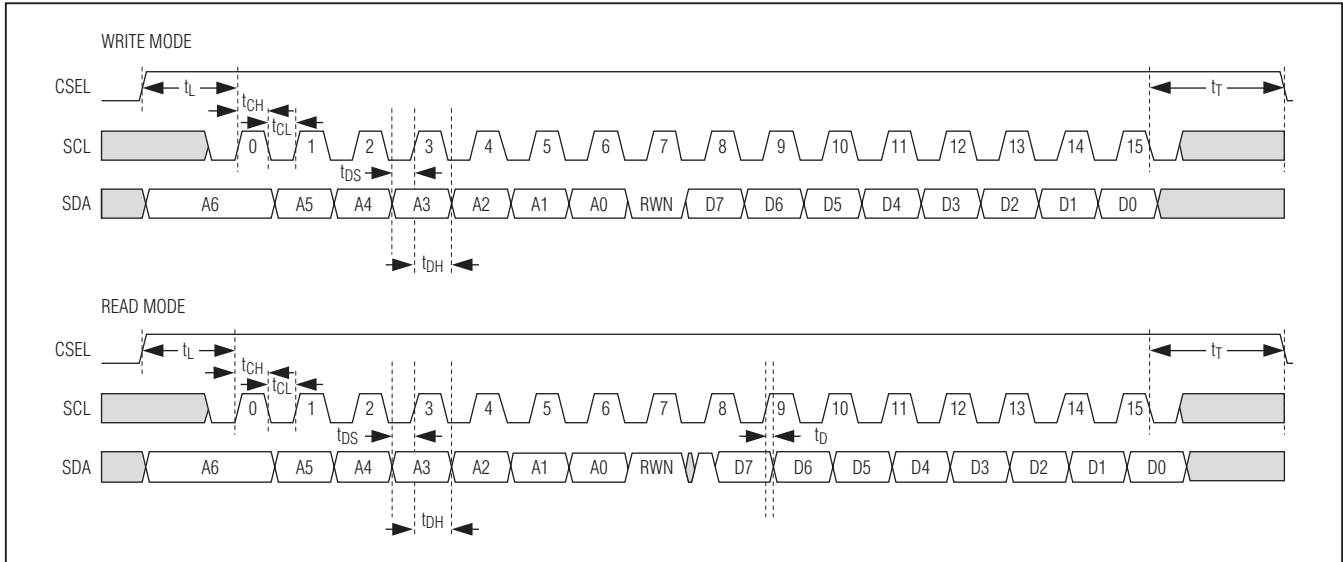 WRITE MODE
CSEL tL tT
tCH
tCL
SCL 0 1 2 3 4 5 6 7 8 9 10 11 12 13 14 15
tDS
SDA A6 A5 A4 A3 A2 A1 A0 RWN D7 D6 D5 D4 D3 D2 D1 D0
tDH
READ MODE
CSEL tL tT
tCH
tCL
SCL 0 1 2 3 4 5 6 7 8 9 10 11 12 13 14 15
tDS tD
SDA A6 A5 A4 A3 A2 A1 A0 RWN D7 D6 D5 D4 D3 D2 D1 D0
tDH